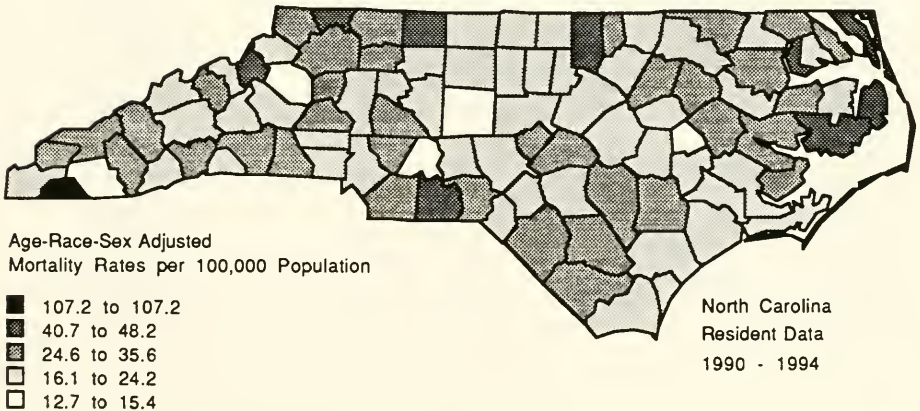 Age-Race-Sex Adjusted
Mortality Rates per 100,000 Population
107.2 to 107.2
40.7 to 48.2
24.6 to 35.6
16.1 to 24.2
12.7 to 15.4
North Carolina
Resident Data
1990 - 1994